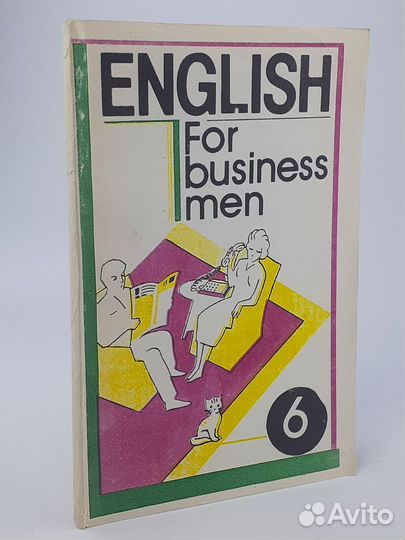 ENGLISH
For
business
men
6
Avito